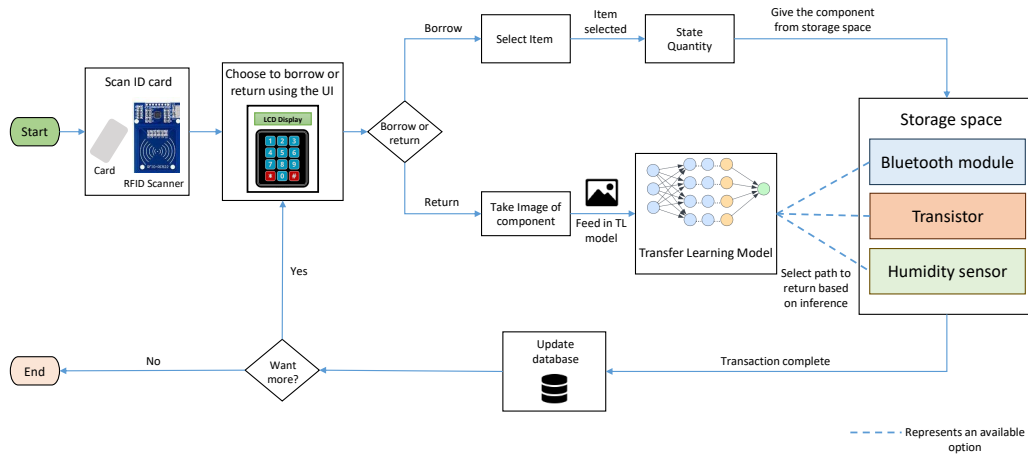 Start
Scan ID card
Card
RFID Scanner
Choose to borrow or
return using the UI
LCD Display
1 2 3
4 5 6
7 8 9
* 0 #
Borrow or
return
Borrow
Select Item
Item
selected
State
Quantity
Give the component
from storage space
Return
Take Image of
component
Feed in TL
model
Transfer Learning Model
Select path to
return based
on inference
Storage space
Bluetooth module
Transistor
Humidity sensor
Transaction complete
Update
database
Want
more?
Yes
No
End
Represents an available
option